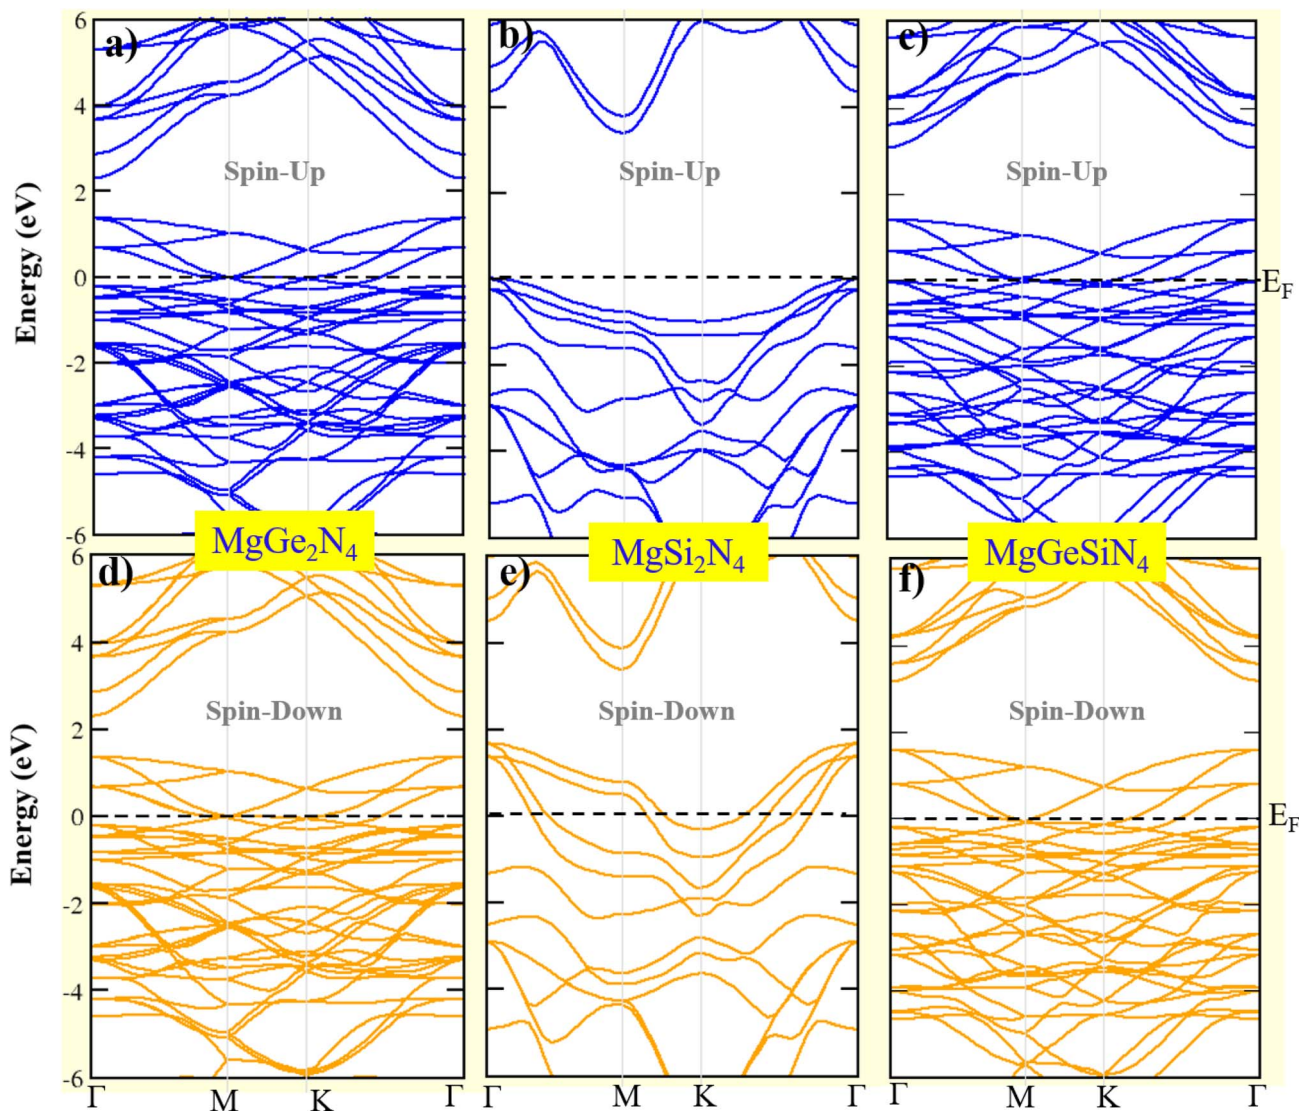 a)
b)
c)
6
4
2
0
-2
-4
-6
Energy (eV)
Spin-Up
Spin-Up
Spin-Up
E_F
MgGe₂N₄
MgSi₂N₄
MgGeSiN₄
d)
e)
f)
6
4
2
0
-2
-4
-6
Energy (eV)
Spin-Down
Spin-Down
Spin-Down
E_F
Γ M K Γ
Γ M K Γ
Γ M K Γ